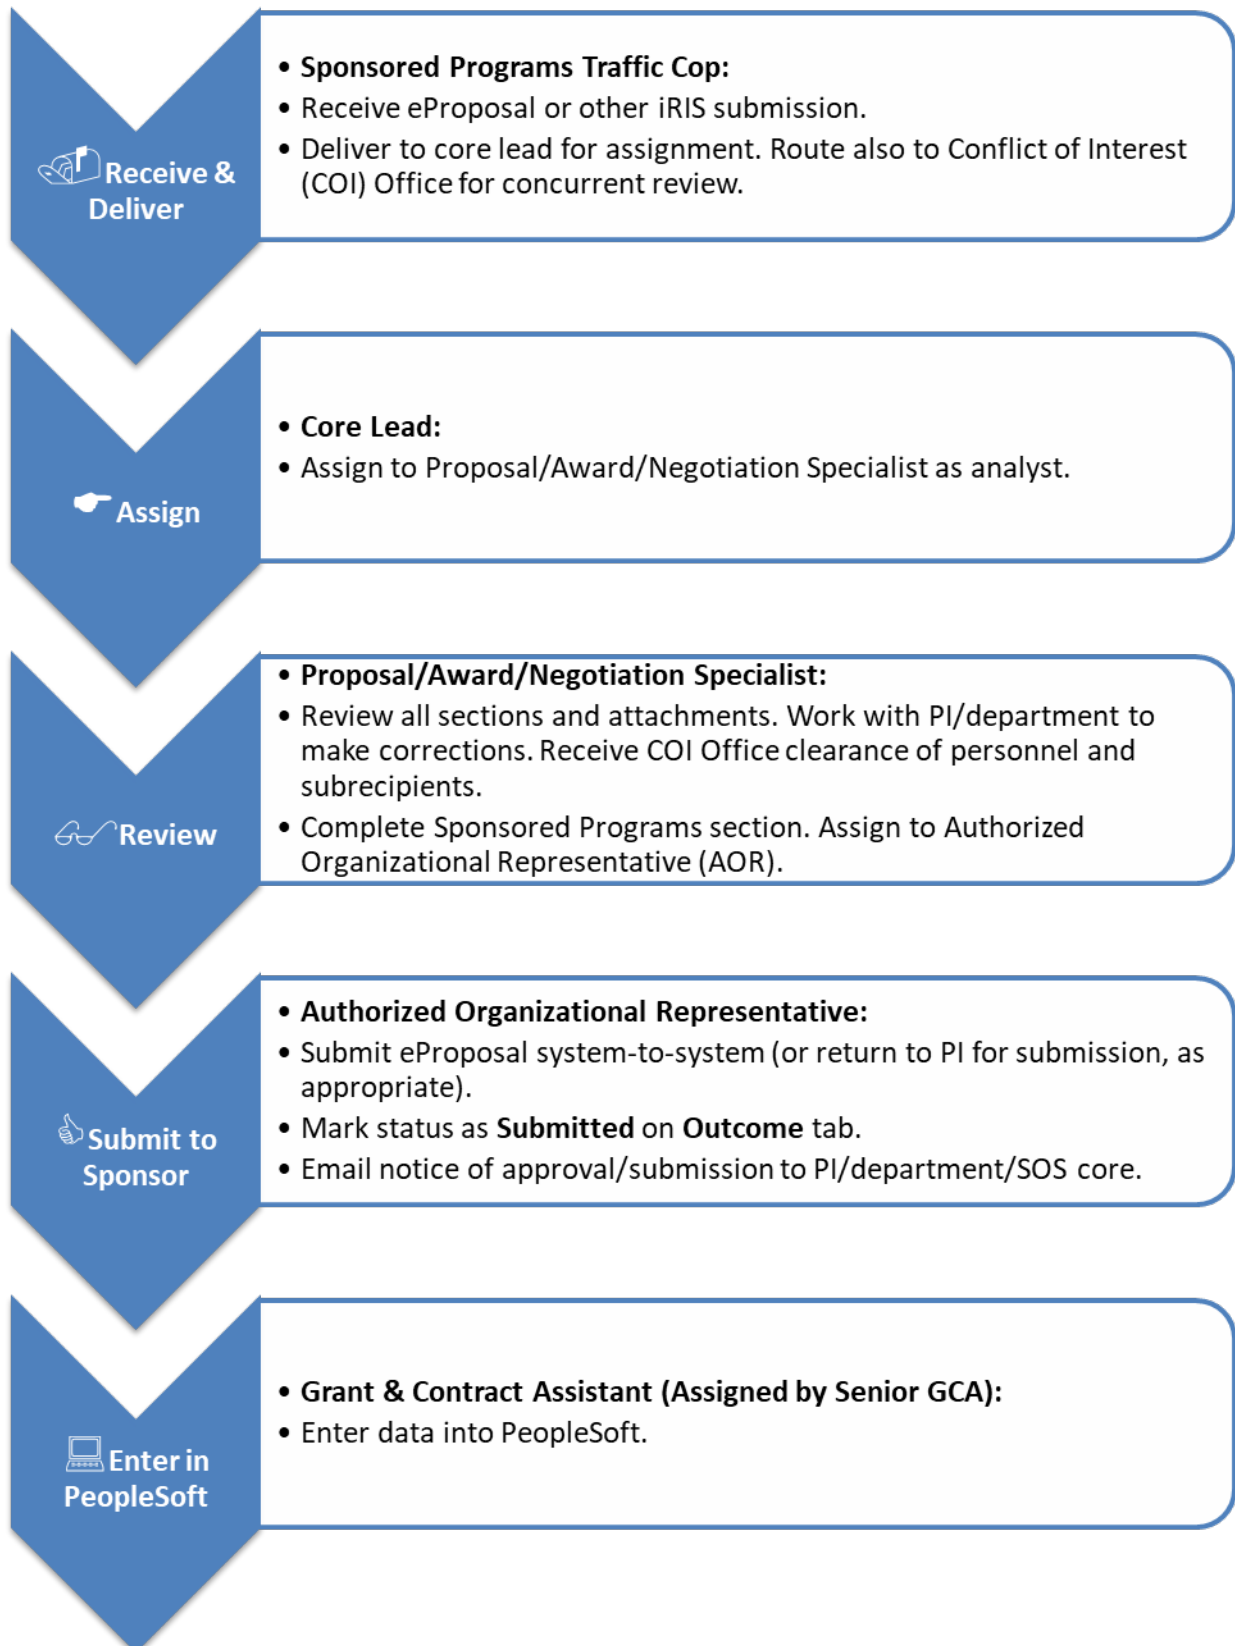 Receive &
Deliver
• Sponsored Programs Traffic Cop:
• Receive eProposal or other iRIS submission.
• Deliver to core lead for assignment. Route also to Conflict of Interest
(COI) Office for concurrent review.
Assign
• Core Lead:
• Assign to Proposal/Award/Negotiation Specialist as analyst.
Review
• Proposal/Award/Negotiation Specialist:
• Review all sections and attachments. Work with PI/department to
make corrections. Receive COI Office clearance of personnel and
subrecipients.
• Complete Sponsored Programs section. Assign to Authorized
Organizational Representative (AOR).
Submit to
Sponsor
• Authorized Organizational Representative:
• Submit eProposal system-to-system (or return to PI for submission, as
appropriate).
• Mark status as Submitted on Outcome tab.
• Email notice of approval/submission to PI/department/SOS core.
Enter in
PeopleSoft
• Grant & Contract Assistant (Assigned by Senior GCA):
• Enter data into PeopleSoft.